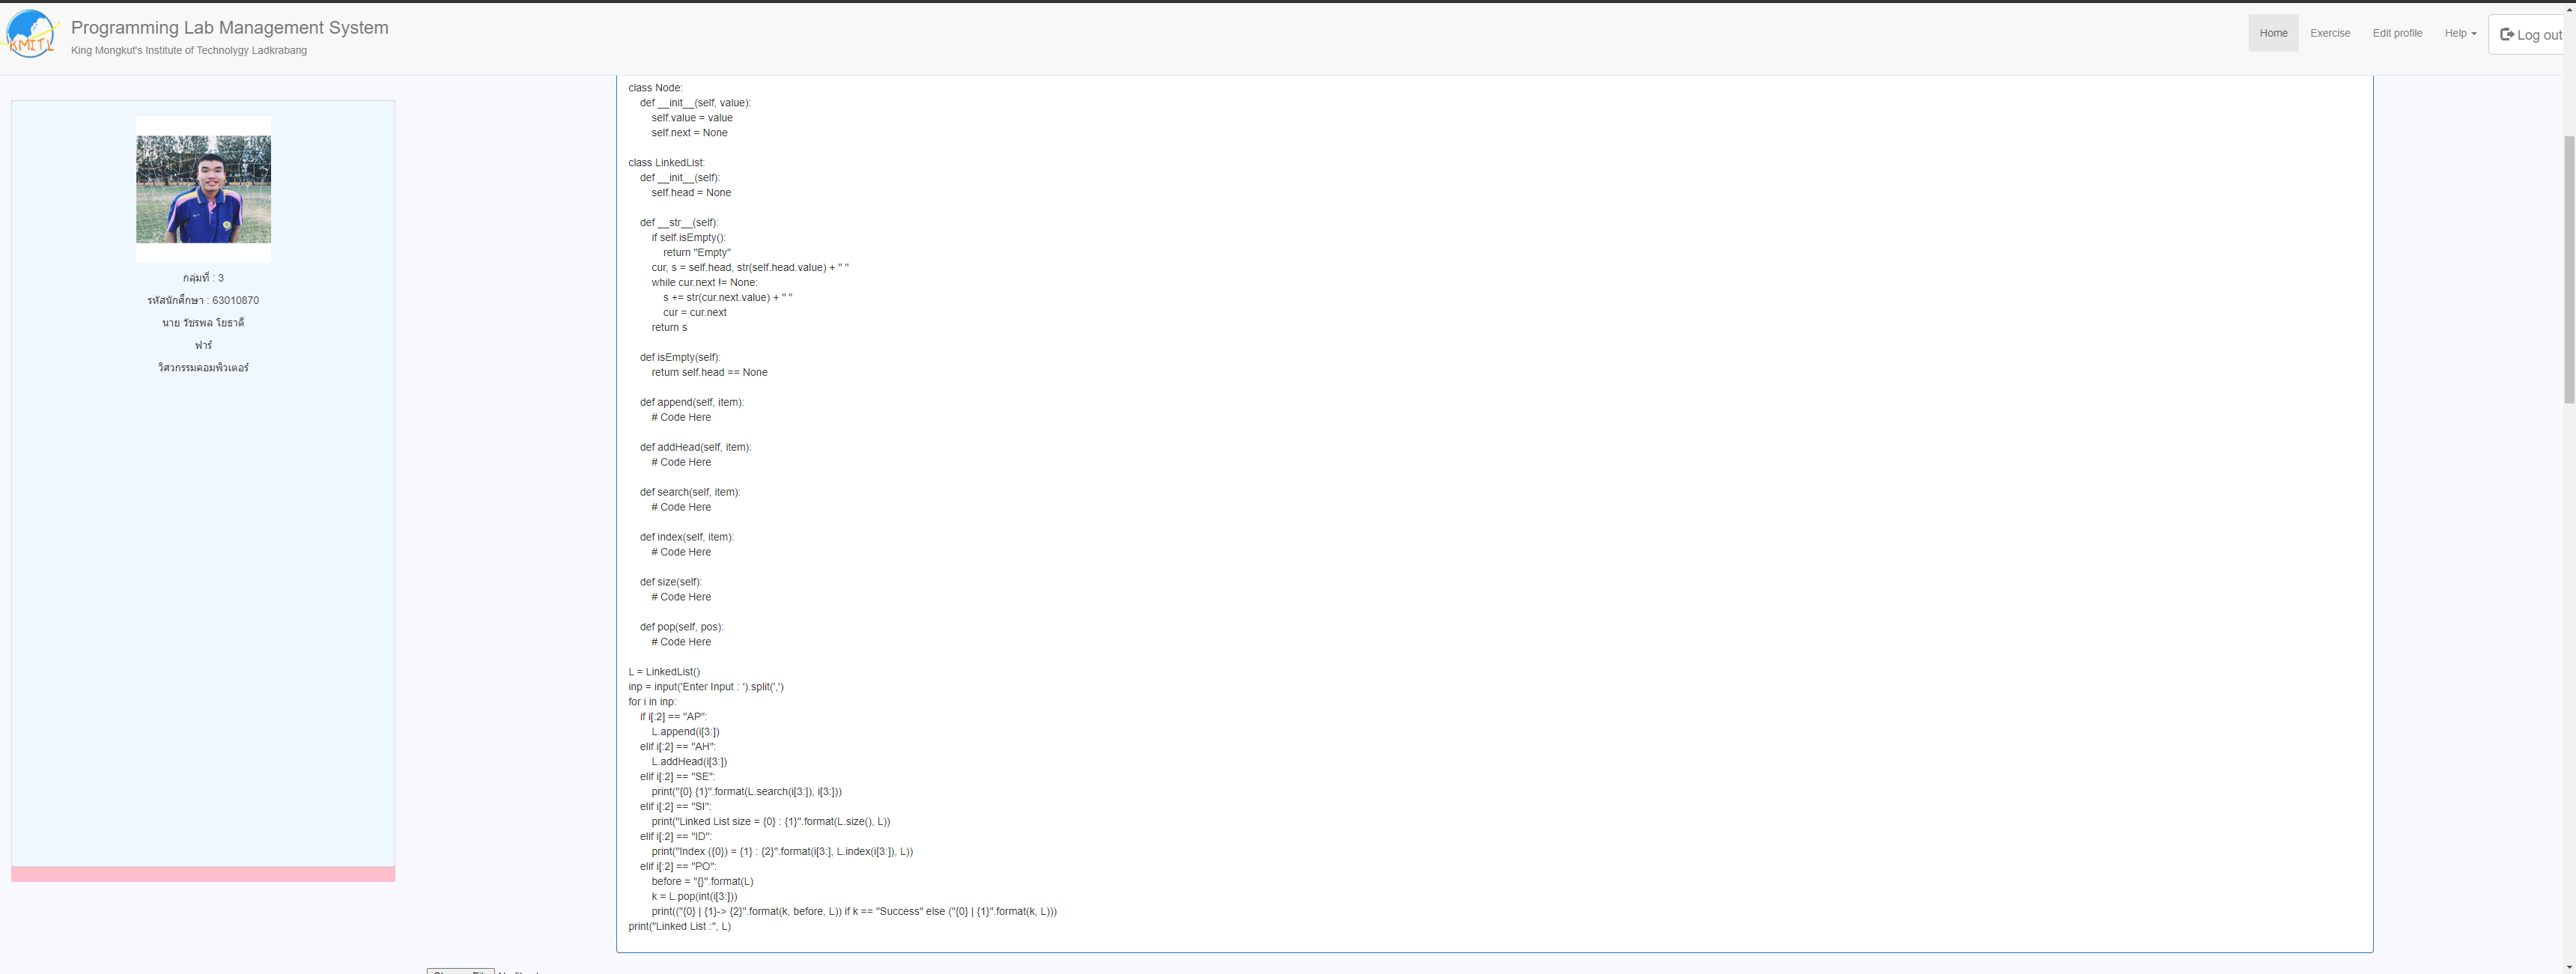 Programming Lab Management System
King Mongkut's Institute of Technolygy Ladkrabang
KMITL
Home
Exercise
Edit profile
Help
Log out
กลุ่มที่ : 3
รหัสนักศึกษา : 63010870
นาย วัชรพล โยธาดี
ฟาร์
วิศวกรรมคอมพิวเตอร์
class Node:
    def __init__(self, value):
        self.value = value
        self.next = None
class LinkedList:
    def __init__(self):
        self.head = None
    def __str__(self):
        if self.isEmpty():
            return "Empty"
        cur, s = self.head, str(self.head.value) + " "
        while cur.next != None:
            s += str(cur.next.value) + " "
            cur = cur.next
        return s
    def isEmpty(self):
        return self.head == None
    def append(self, item):
        # Code Here
    def addHead(self, item):
        # Code Here
    def search(self, item):
        # Code Here
    def index(self, item):
        # Code Here
    def size(self):
        # Code Here
    def pop(self, pos):
        # Code Here
L = LinkedList()
inp = input('Enter Input : ').split(',')
for i in inp:
    if i[:2] == "AP":
        L.append(i[3:])
    elif i[:2] == "AH":
        L.addHead(i[3:])
    elif i[:2] == "SE":
        print("{0} {1}".format(L.search(i[3:]), i[3:]))
    elif i[:2] == "SI":
        print("Linked List size = {0} : {1}".format(L.size(), L))
    elif i[:2] == "ID":
        print("Index ({0}) = {1} : {2}".format(i[3:], L.index(i[3:]), L))
    elif i[:2] == "PO":
        before = "{}".format(L)
        k = L.pop(int(i[3:]))
        print(("{0} | {1}-> {2}".format(k, before, L)) if k == "Success" else ("{0} | {1}".format(k, L)))
print("Linked List :", L)